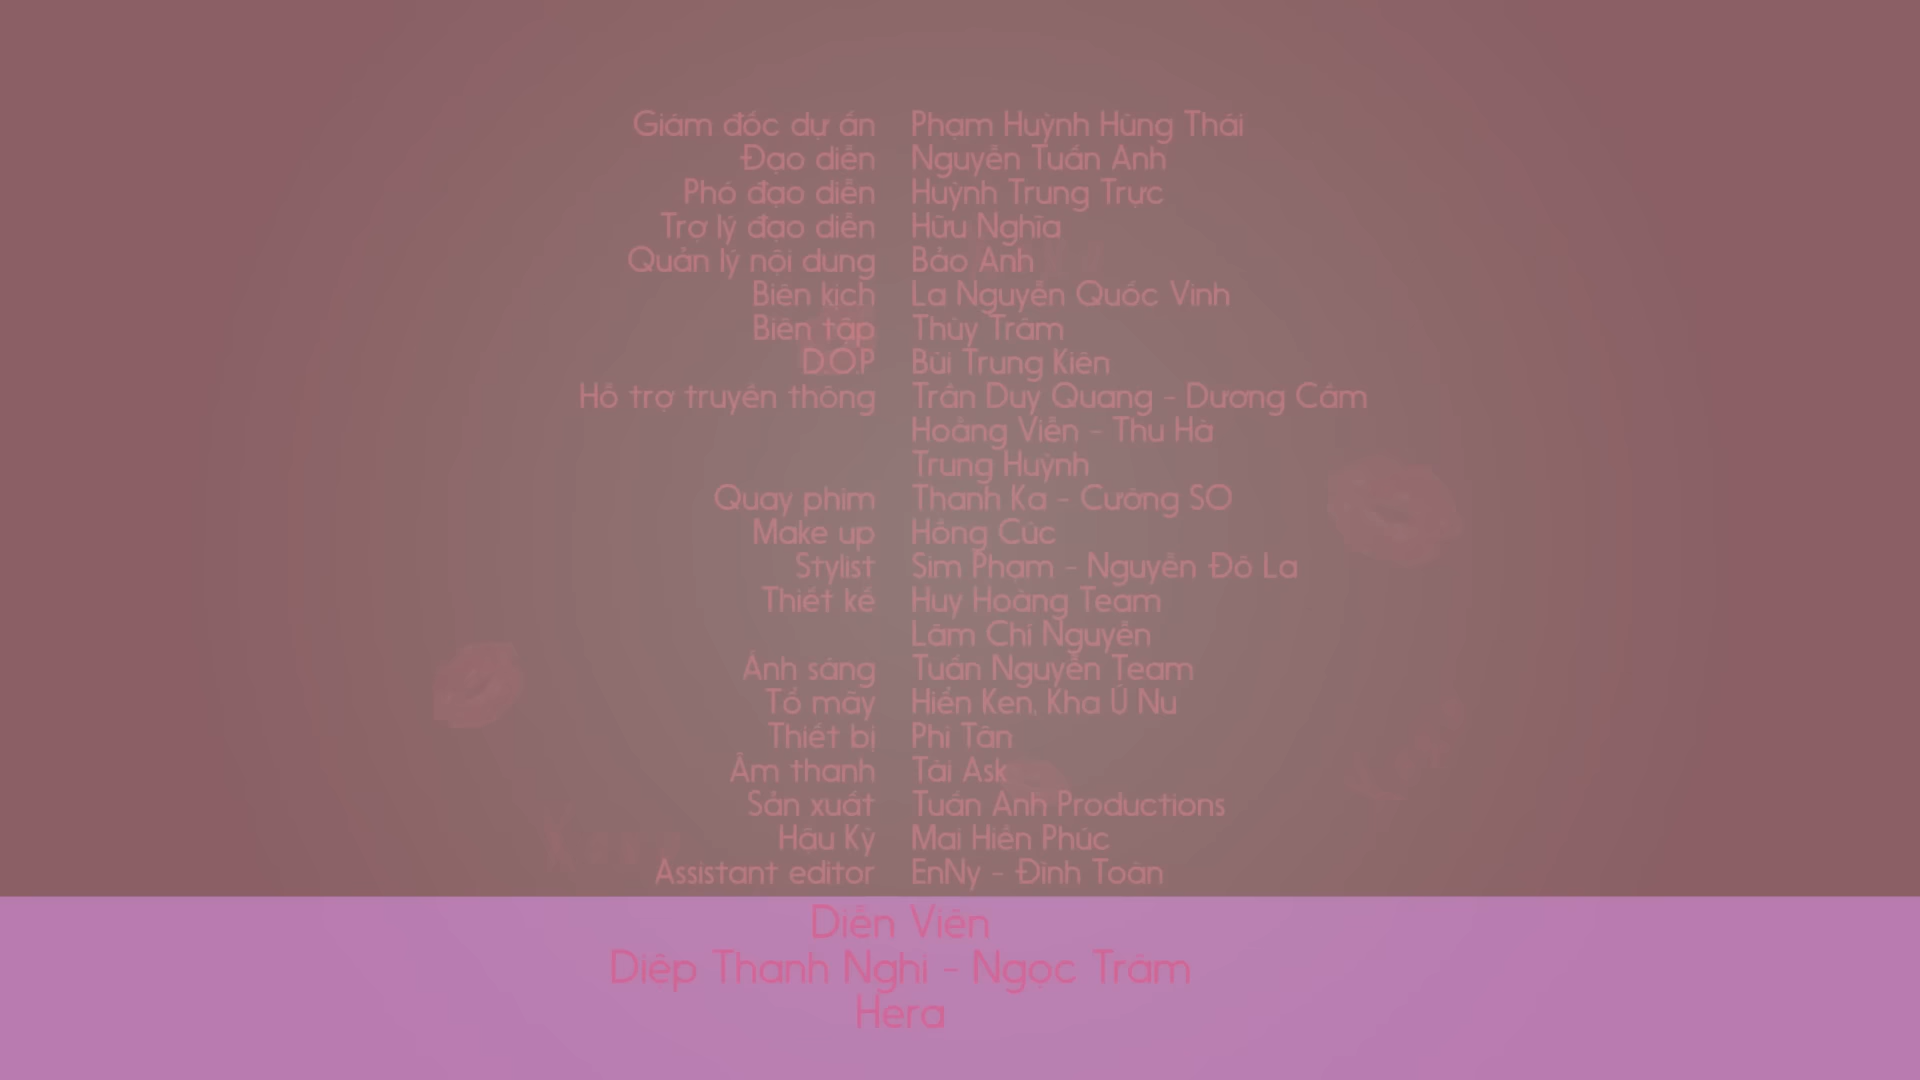 Giám đốc dự án Phạm Huỳnh Hùng Thái
Đạo diễn Nguyễn Tuấn Anh
Phó đạo diễn Huỳnh Trung Trực
Trợ lý đạo diễn Hữu Nghĩa
Quản lý nội dung Bảo Anh
Biên kịch La Nguyễn Quốc Vinh
Biên tập Thùy Trâm
D.O.P Bùi Trung Kiên
Hỗ trợ truyền thông Trần Duy Quang - Dương Cầm
Hoảng Viễn - Thu Hà
Trung Huỳnh
Quay phim Thanh Ka - Cường SO
Make up Hồng Cúc
Stylist Sim Phạm - Nguyễn Đô La
Thiết kế Huy Hoàng Team
Lâm Chí Nguyễn
Ánh sáng Tuấn Nguyễn Team
Tổ máy Hiển Ken, Kha Ú Nu
Thiết bị Phi Tân
Âm thanh Tài Ask
Sản xuất Tuấn Anh Productions
Hậu Kỳ Mai Hiền Phúc
Assistant editor EnNy - Đình Toàn
Diễn Viên
Diệp Thanh Nghi - Ngọc Trâm
Hera